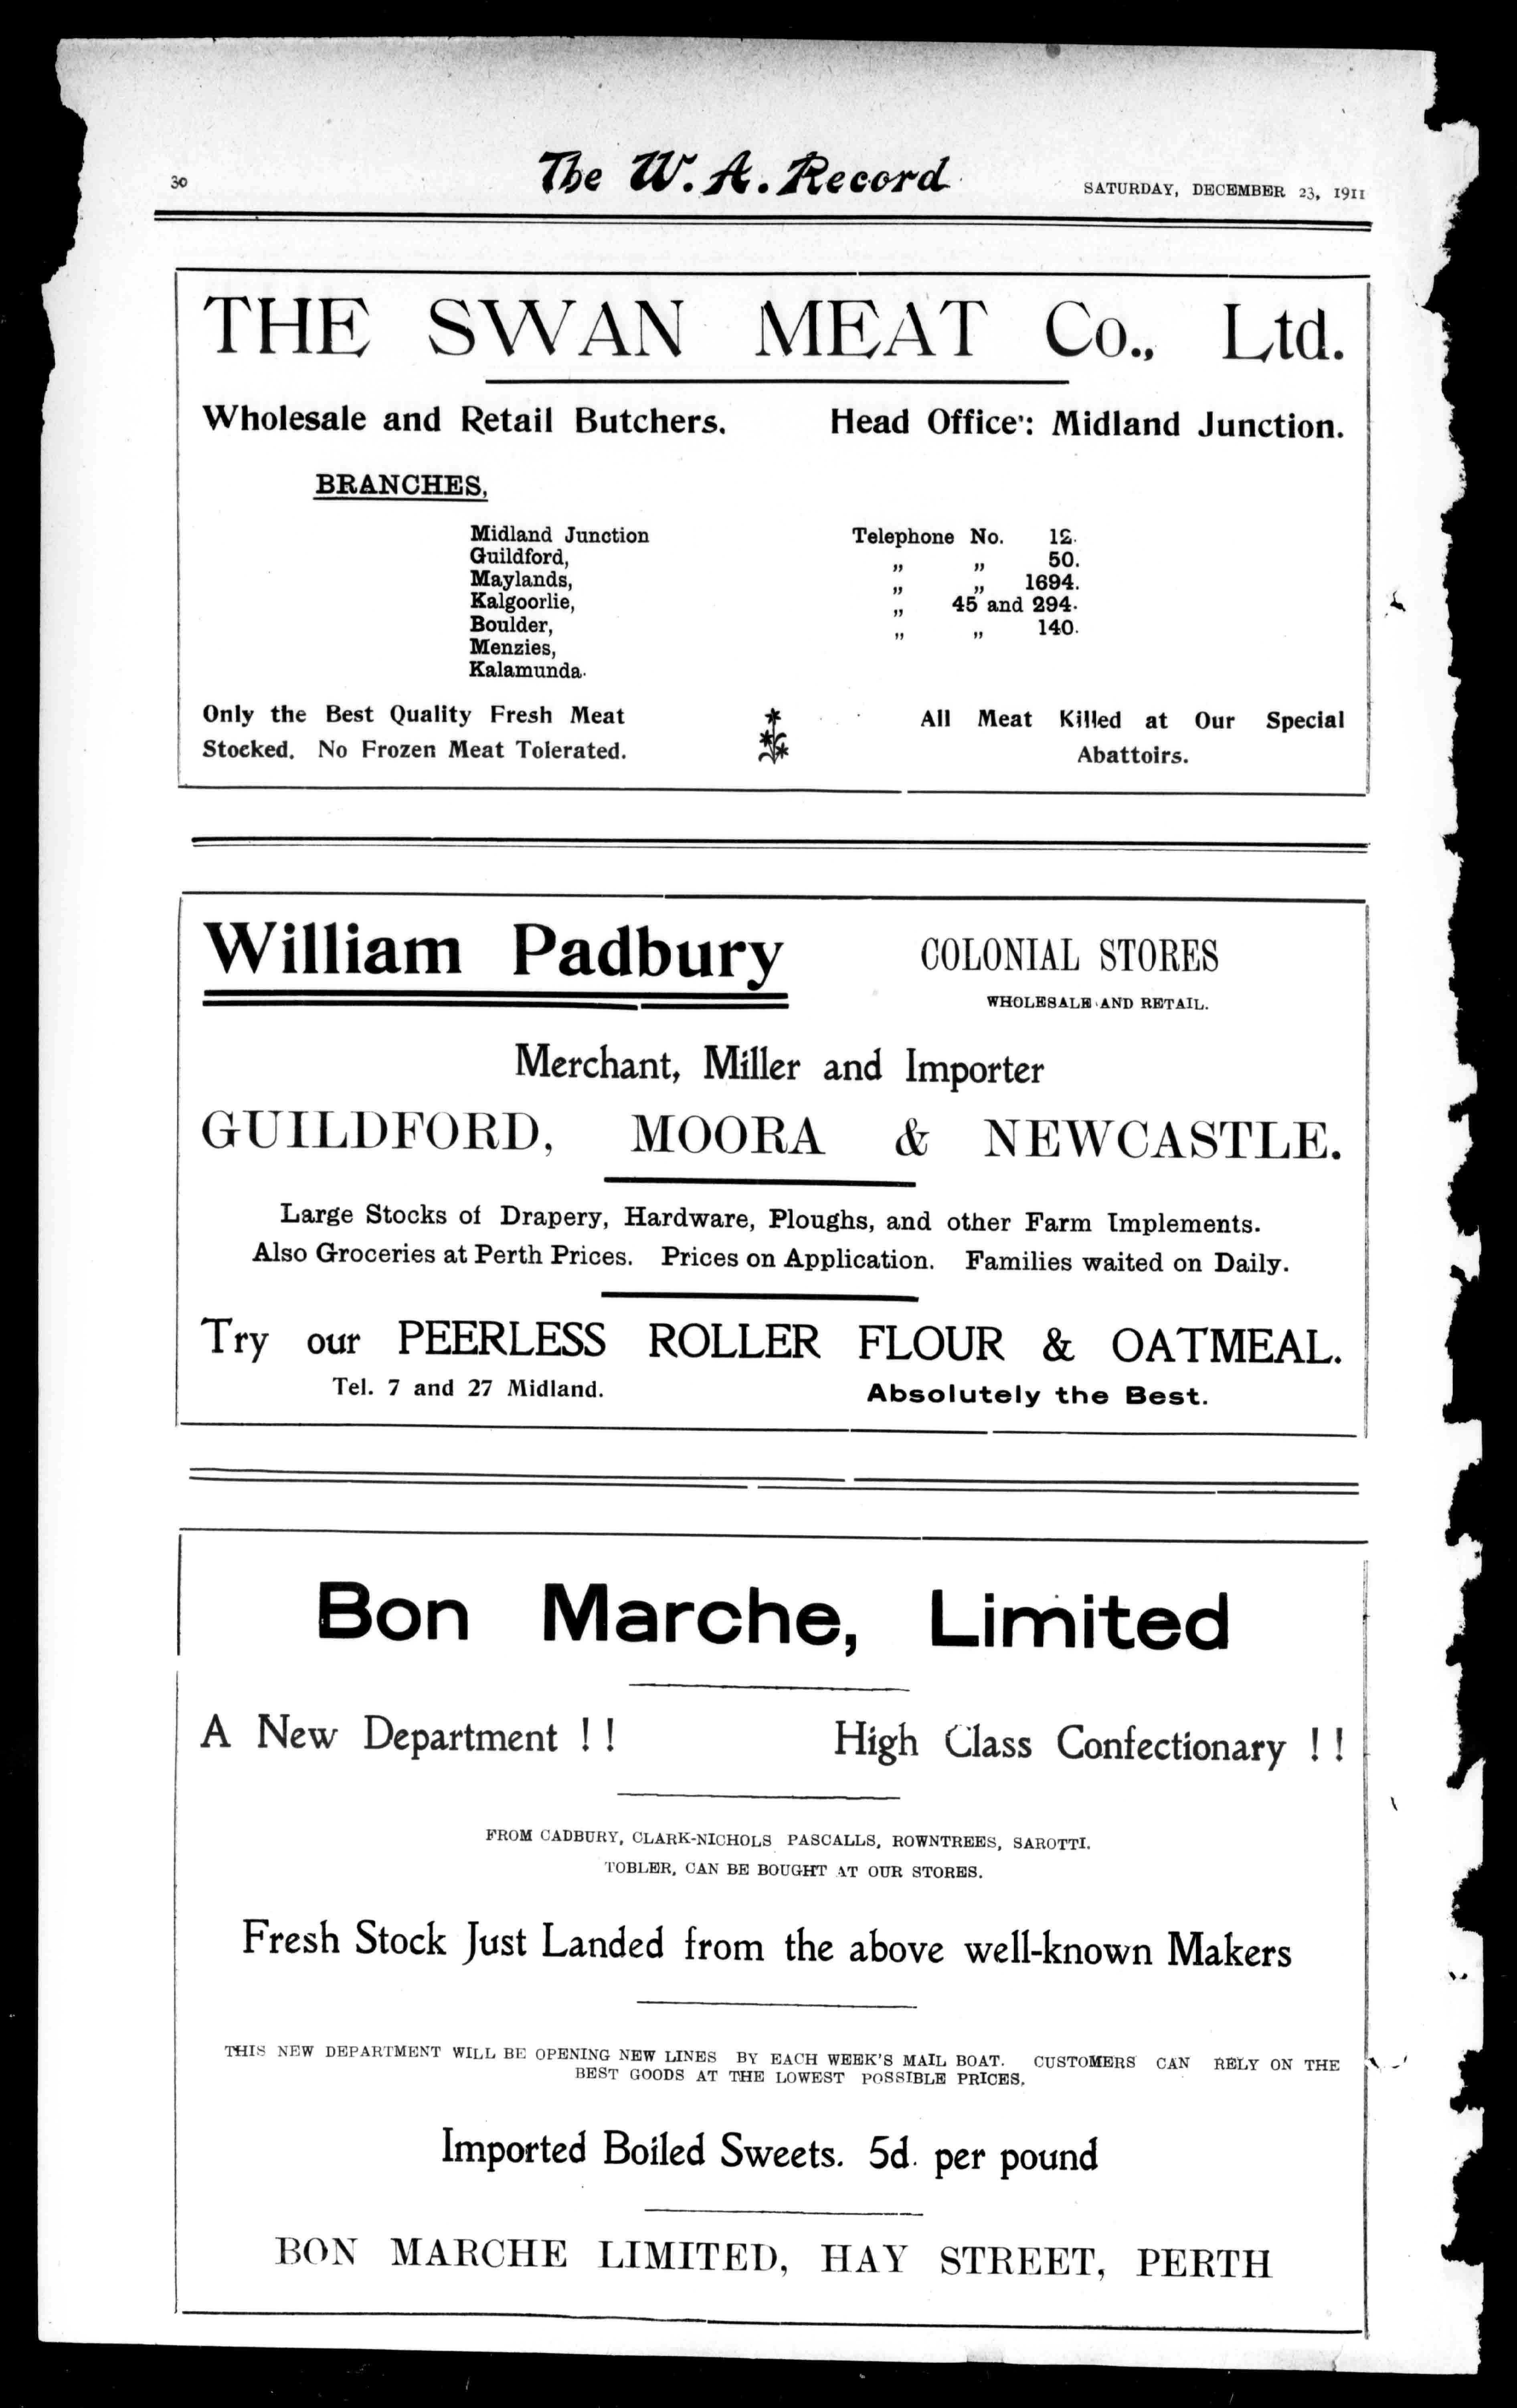 30
The W. A. Record
SATURDAY, DECEMBER 23, 1911
THE SWAN MEAT Co., Ltd.
Wholesale and Retail Butchers. Head Office: Midland Junction.
BRANCHES,
Midland Junction Telephone No. 12.
Guildford, „ „ 50.
Maylands, „ „ 1694.
Kalgoorlie, „ 45 and 294.
Boulder, „ „ 140.
Menzies,
Kalamunda.
Only the Best Quality Fresh Meat
Stocked. No Frozen Meat Tolerated.
All Meat Killed at Our Special
Abattoirs.
William Padbury
COLONIAL STORES
WHOLESALE AND RETAIL.
Merchant, Miller and Importer
GUILDFORD, MOORA & NEWCASTLE.
Large Stocks of Drapery, Hardware, Ploughs, and other Farm Implements.
Also Groceries at Perth Prices. Prices on Application. Families waited on Daily.
Try our PEERLESS ROLLER FLOUR & OATMEAL.
Tel. 7 and 27 Midland. Absolutely the Best.
Bon Marche, Limited
A New Department ! ! High Class Confectionary ! !
FROM CADBURY, CLARK-NICHOLS PASCALLS, ROWNTREES, SAROTTI.
TOBLER, CAN BE BOUGHT AT OUR STORES.
Fresh Stock Just Landed from the above well-known Makers
THIS NEW DEPARTMENT WILL BE OPENING NEW LINES BY EACH WEEK'S MAIL BOAT. CUSTOMERS CAN RELY ON THE
BEST GOODS AT THE LOWEST POSSIBLE PRICES.
Imported Boiled Sweets. 5d. per pound
BON MARCHE LIMITED, HAY STREET, PERTH